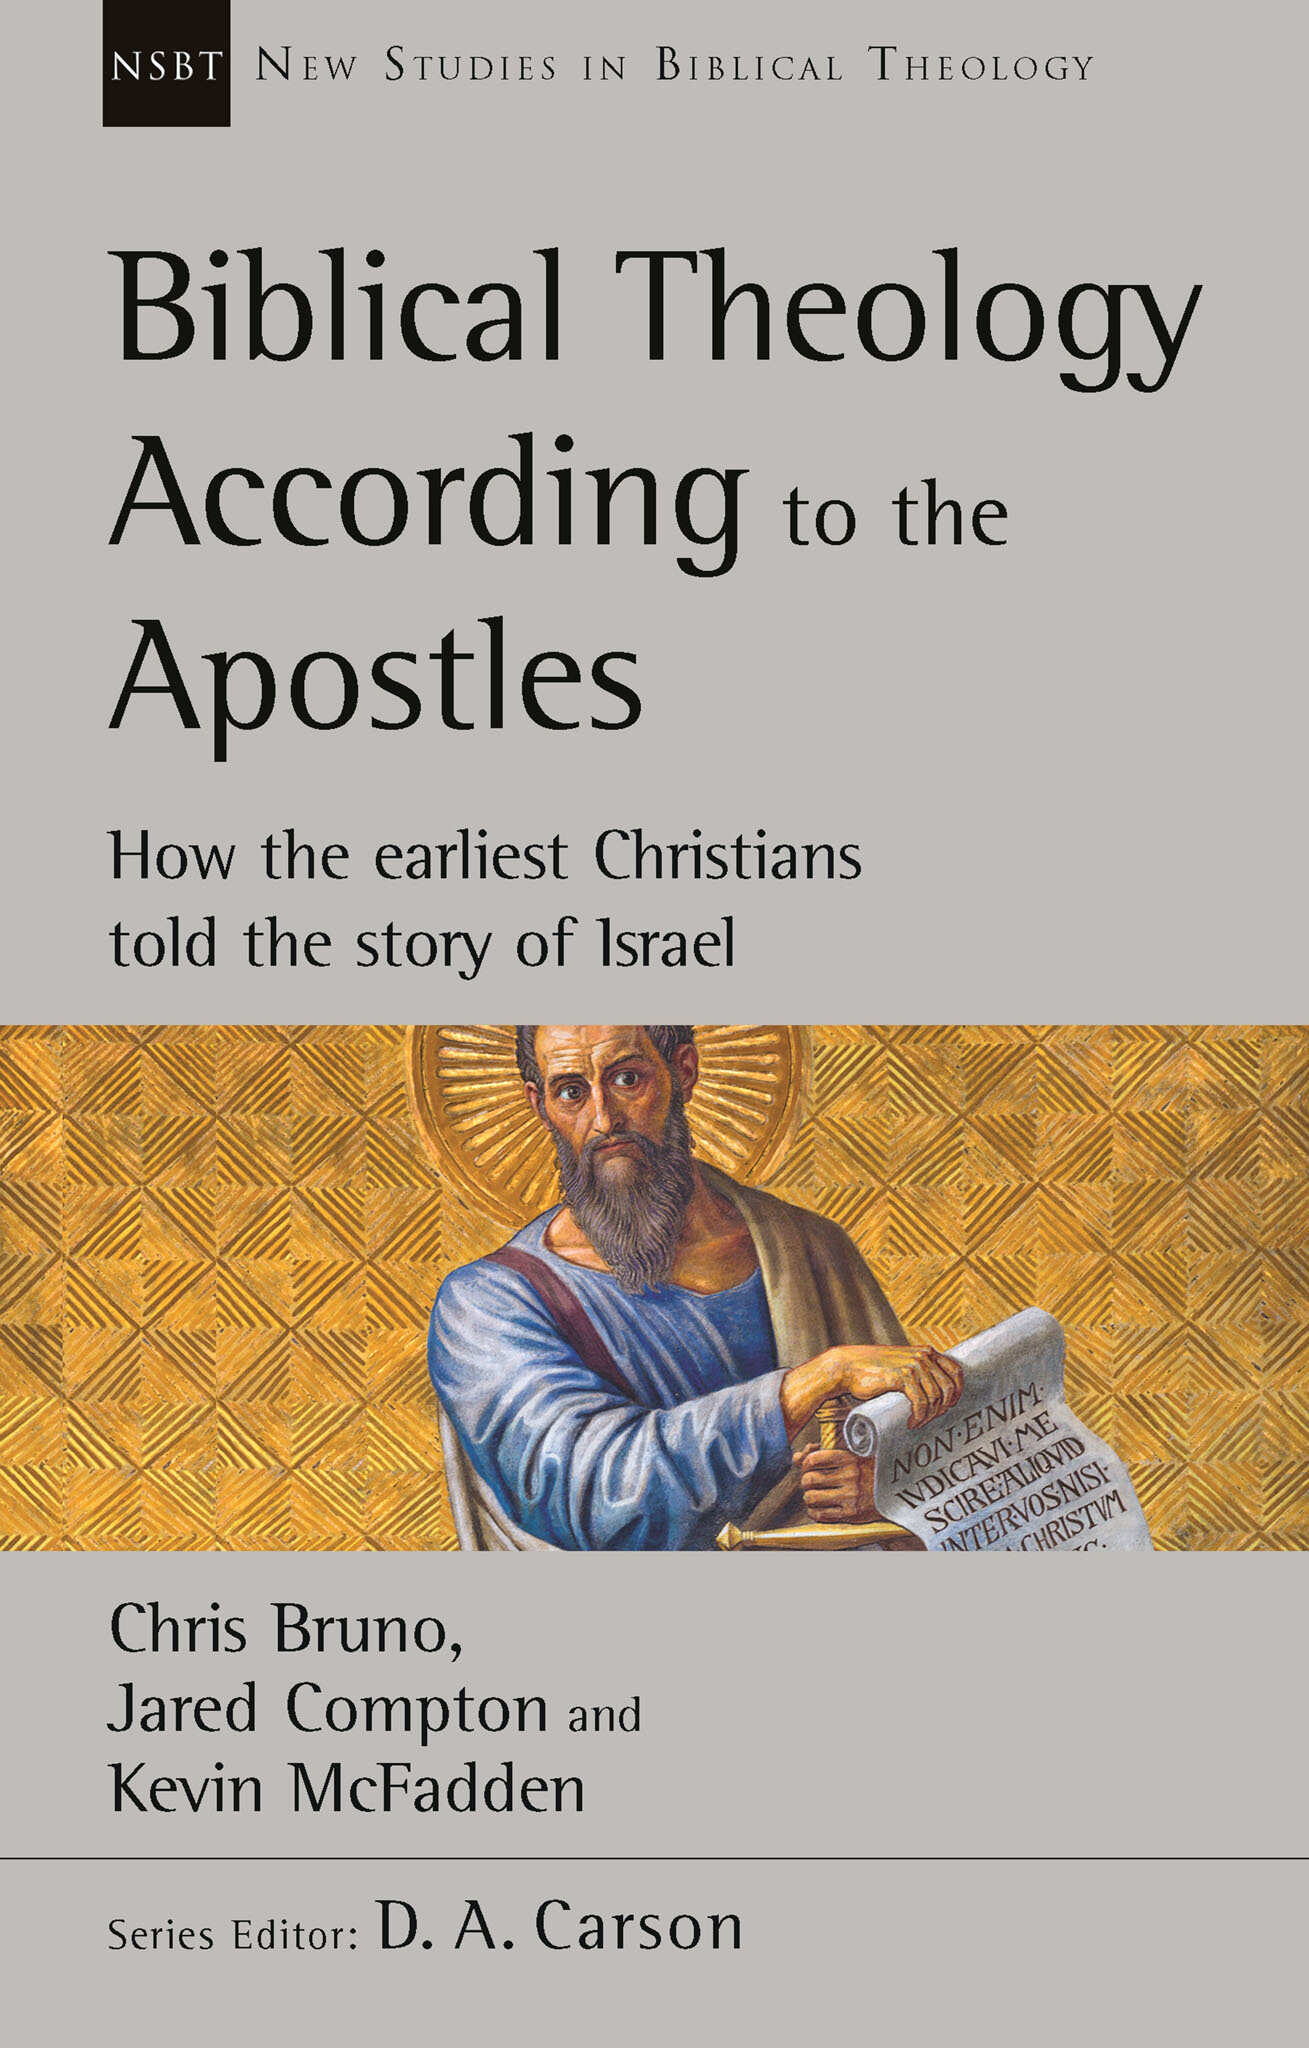 NSBT NEW STUDIES IN BIBLICAL THEOLOGY
Biblical Theology
According to the
Apostles
How the earliest Christians
told the story of Israel
NON·ENIM·
IVDICAVI·ME
SCIRE·ALIQVID
INTER·VOS·NISI·
CHRISTVM
Chris Bruno,
Jared Compton and
Kevin McFadden
Series Editor: D. A. Carson